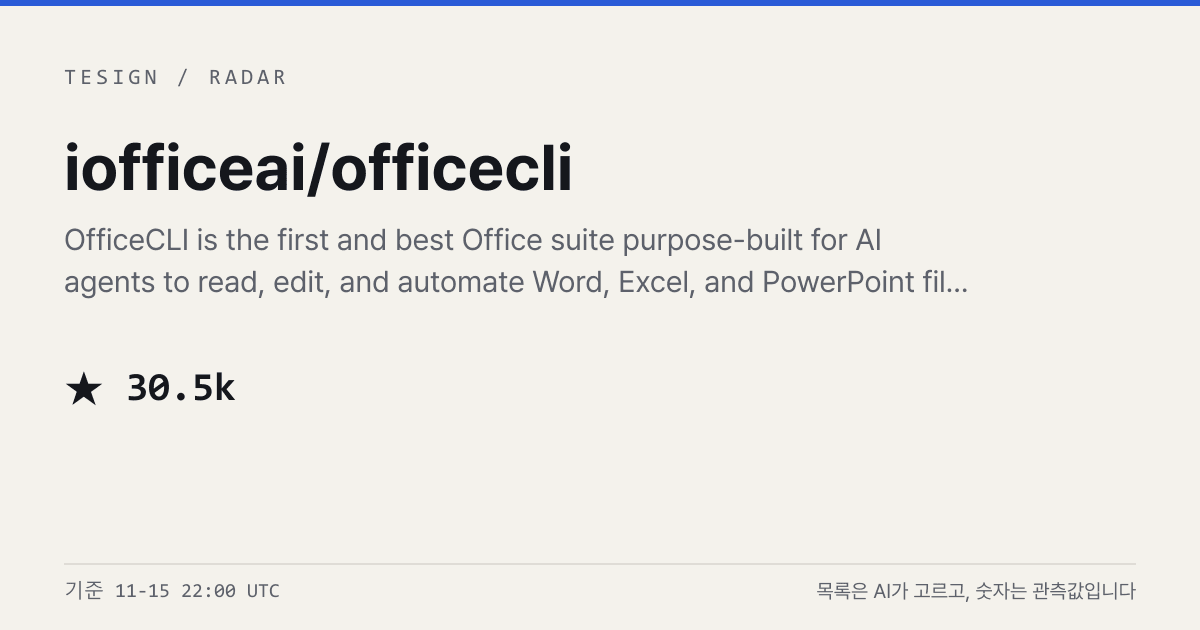 TESIGN / RADAR
iofficeai/officecli
OfficeCLI is the first and best Office suite purpose-built for AI
agents to read, edit, and automate Word, Excel, and PowerPoint fil...
★ 30.5k
기준 11-15 22:00 UTC
목록은 AI가 고르고, 숫자는 관측값입니다